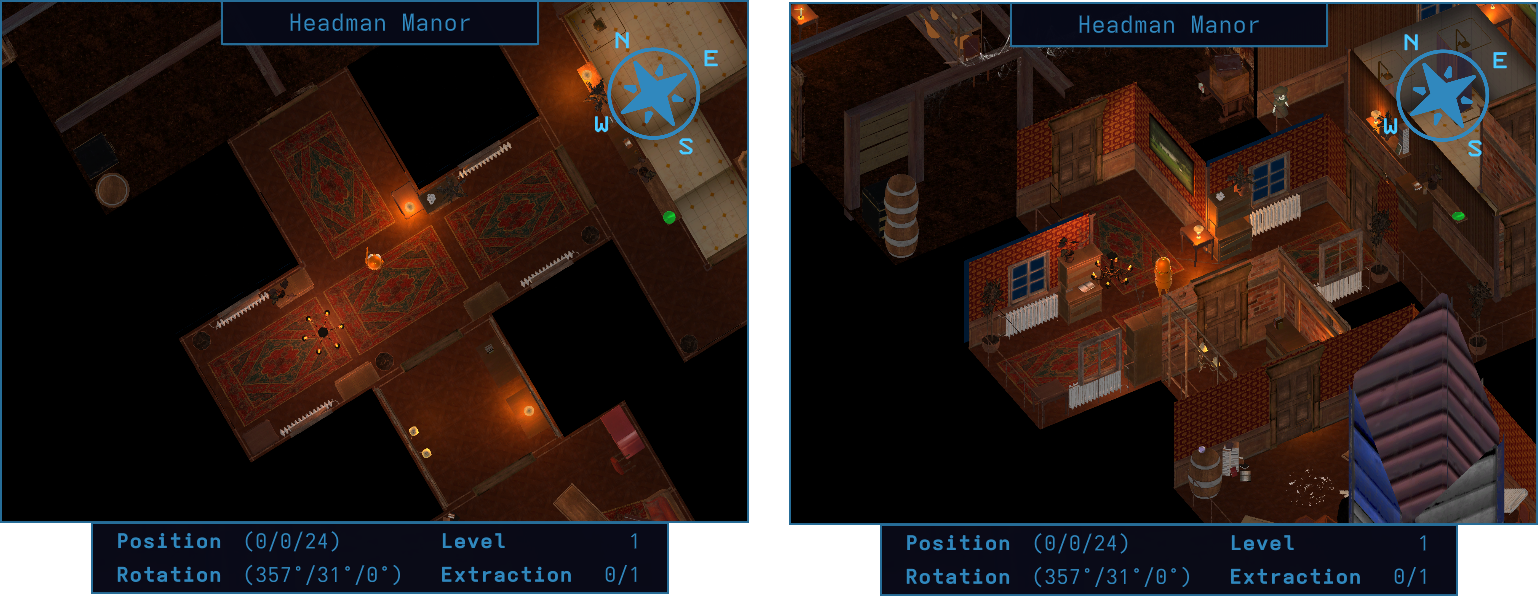 Headman Manor
N
E
W
S
Position (0/0/24) Level 1
Rotation (357°/31°/0°) Extraction 0/1
Headman Manor
N
E
W
S
Position (0/0/24) Level 1
Rotation (357°/31°/0°) Extraction 0/1